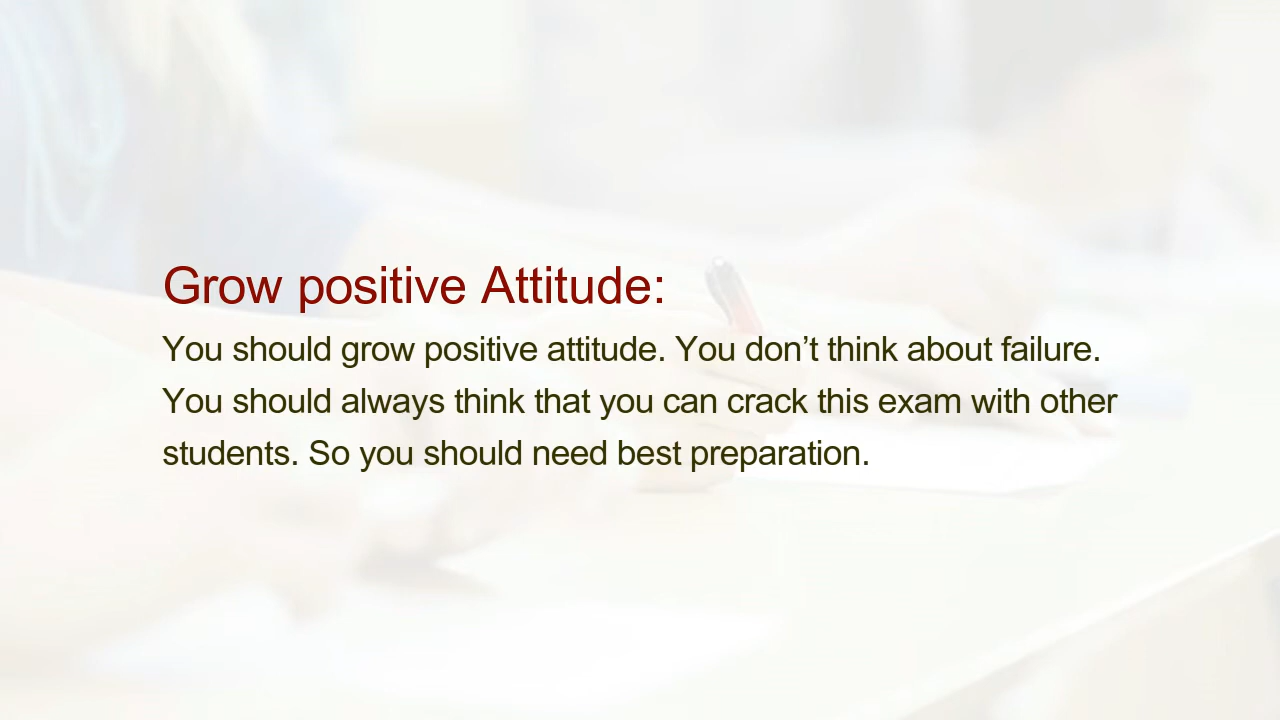 Grow positive Attitude:
You should grow positive attitude. You don’t think about failure.
You should always think that you can crack this exam with other
students. So you should need best preparation.